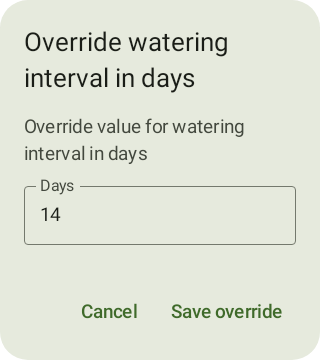 Override watering
interval in days
Override value for watering
interval in days
Days
14
Cancel Save override